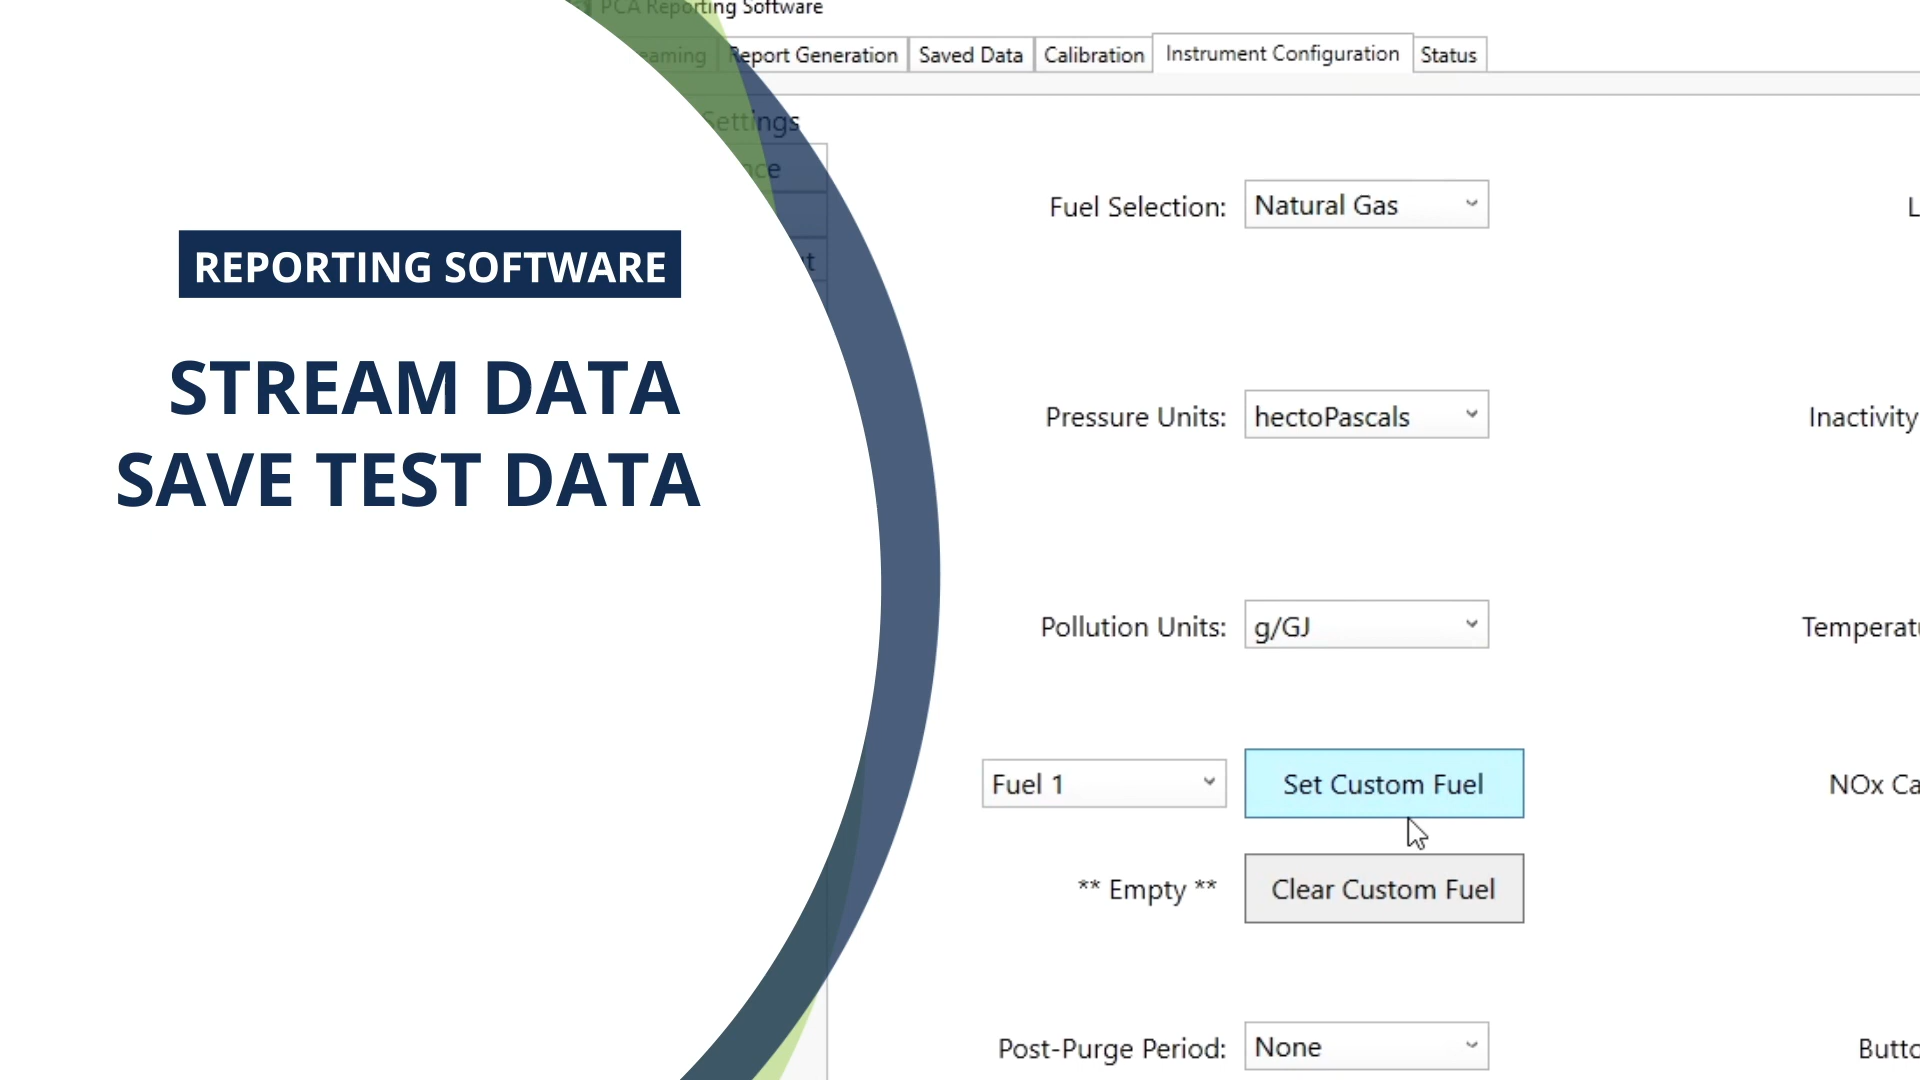 PCA Reporting Software
Report Generation
Saved Data
Calibration
Instrument Configuration
Status
Settings
REPORTING SOFTWARE
STREAM DATA
SAVE TEST DATA
Fuel Selection: Natural Gas
Pressure Units: hectoPascals
Inactivity
Pollution Units: g/GJ
Fuel 1
Set Custom Fuel
NOx
** Empty **
Clear Custom Fuel
Post-Purge Period: None